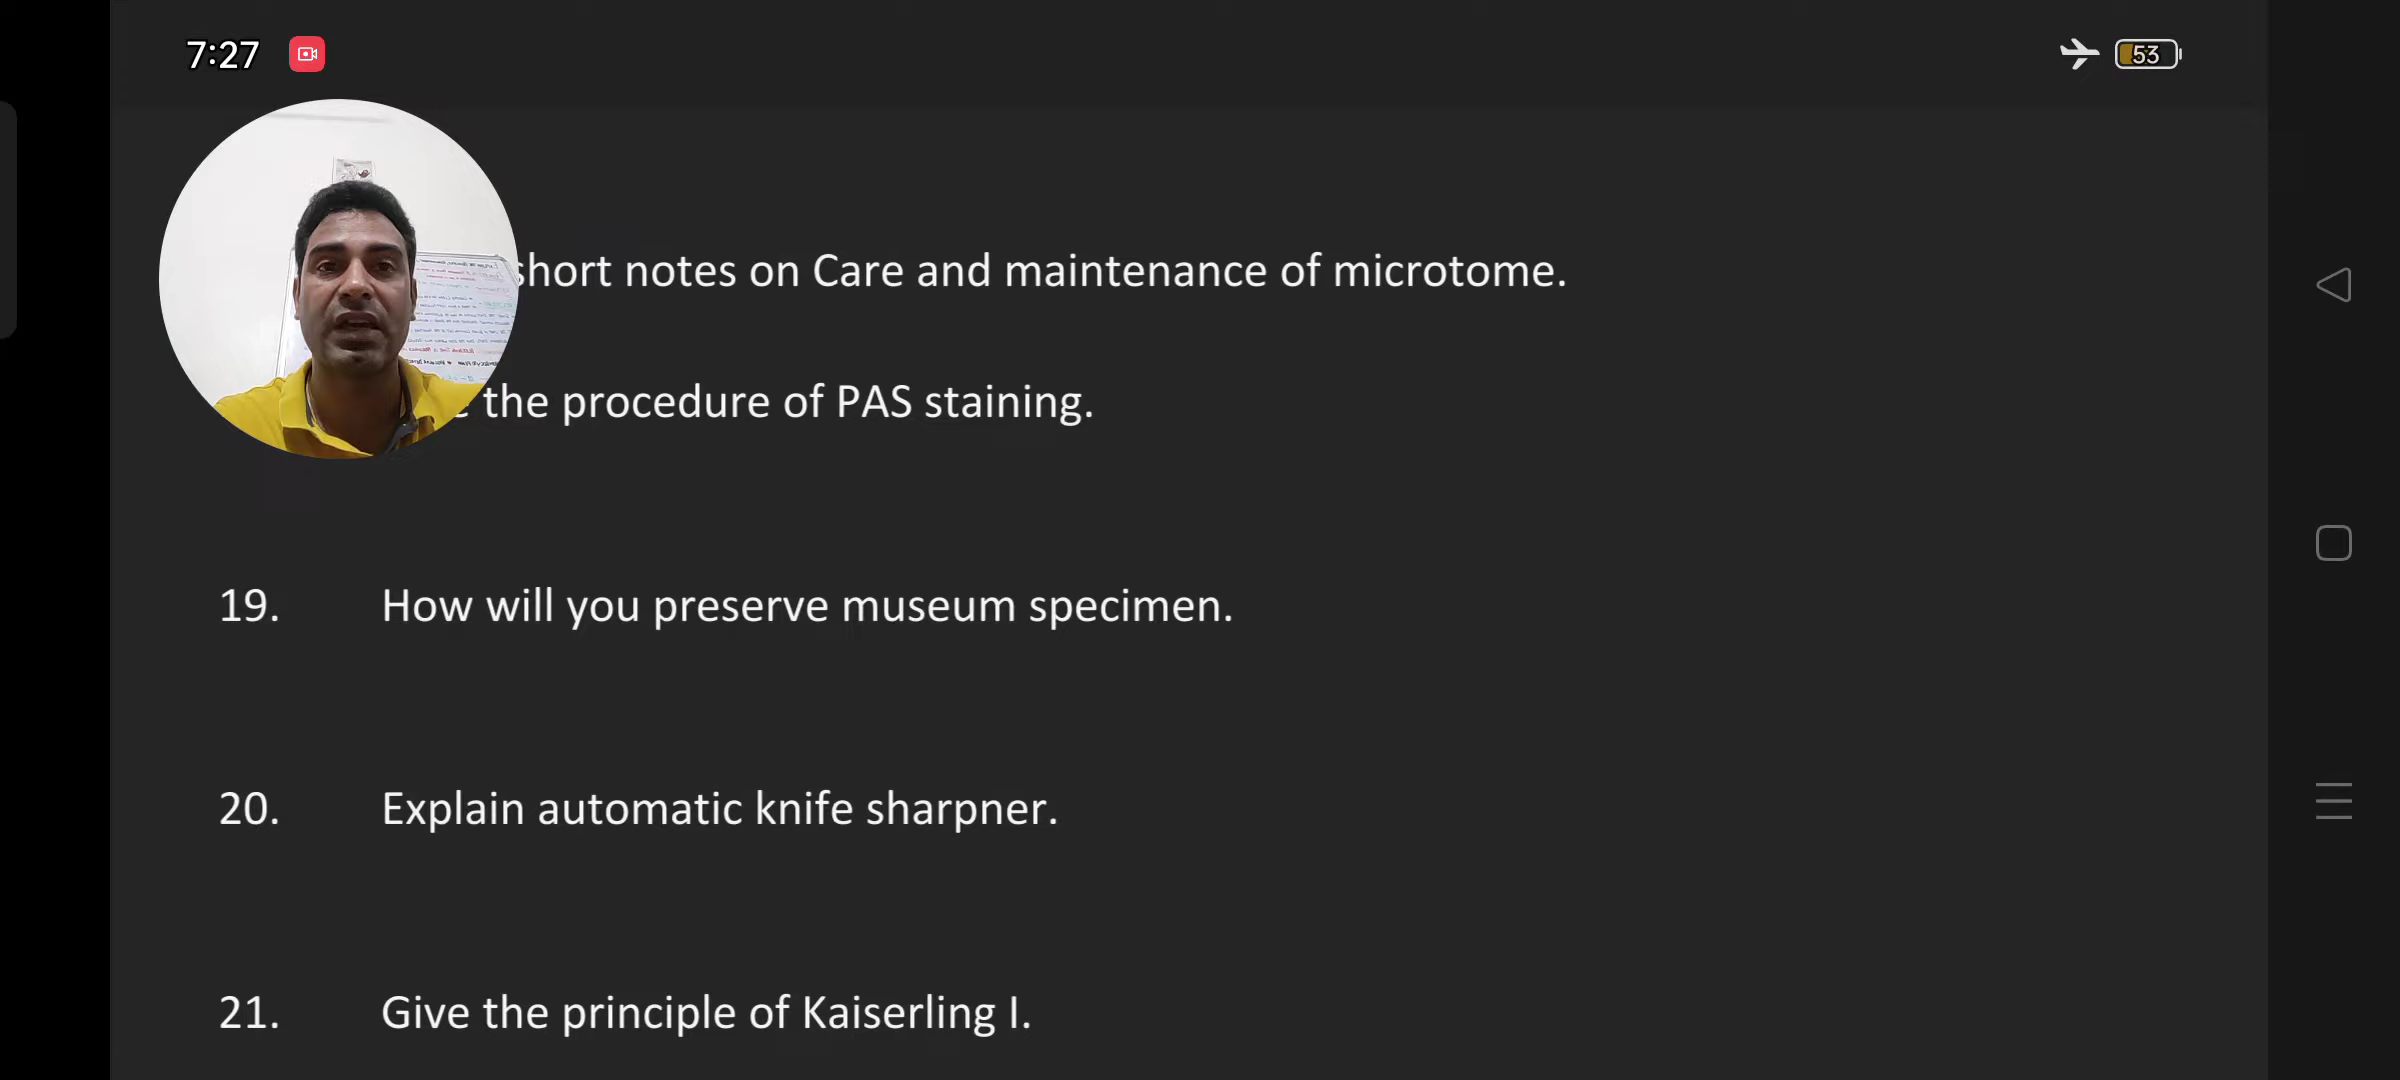 7:27
53
short notes on Care and maintenance of microtome.
the procedure of PAS staining.
19. How will you preserve museum specimen.
20. Explain automatic knife sharpner.
21. Give the principle of Kaiserling I.